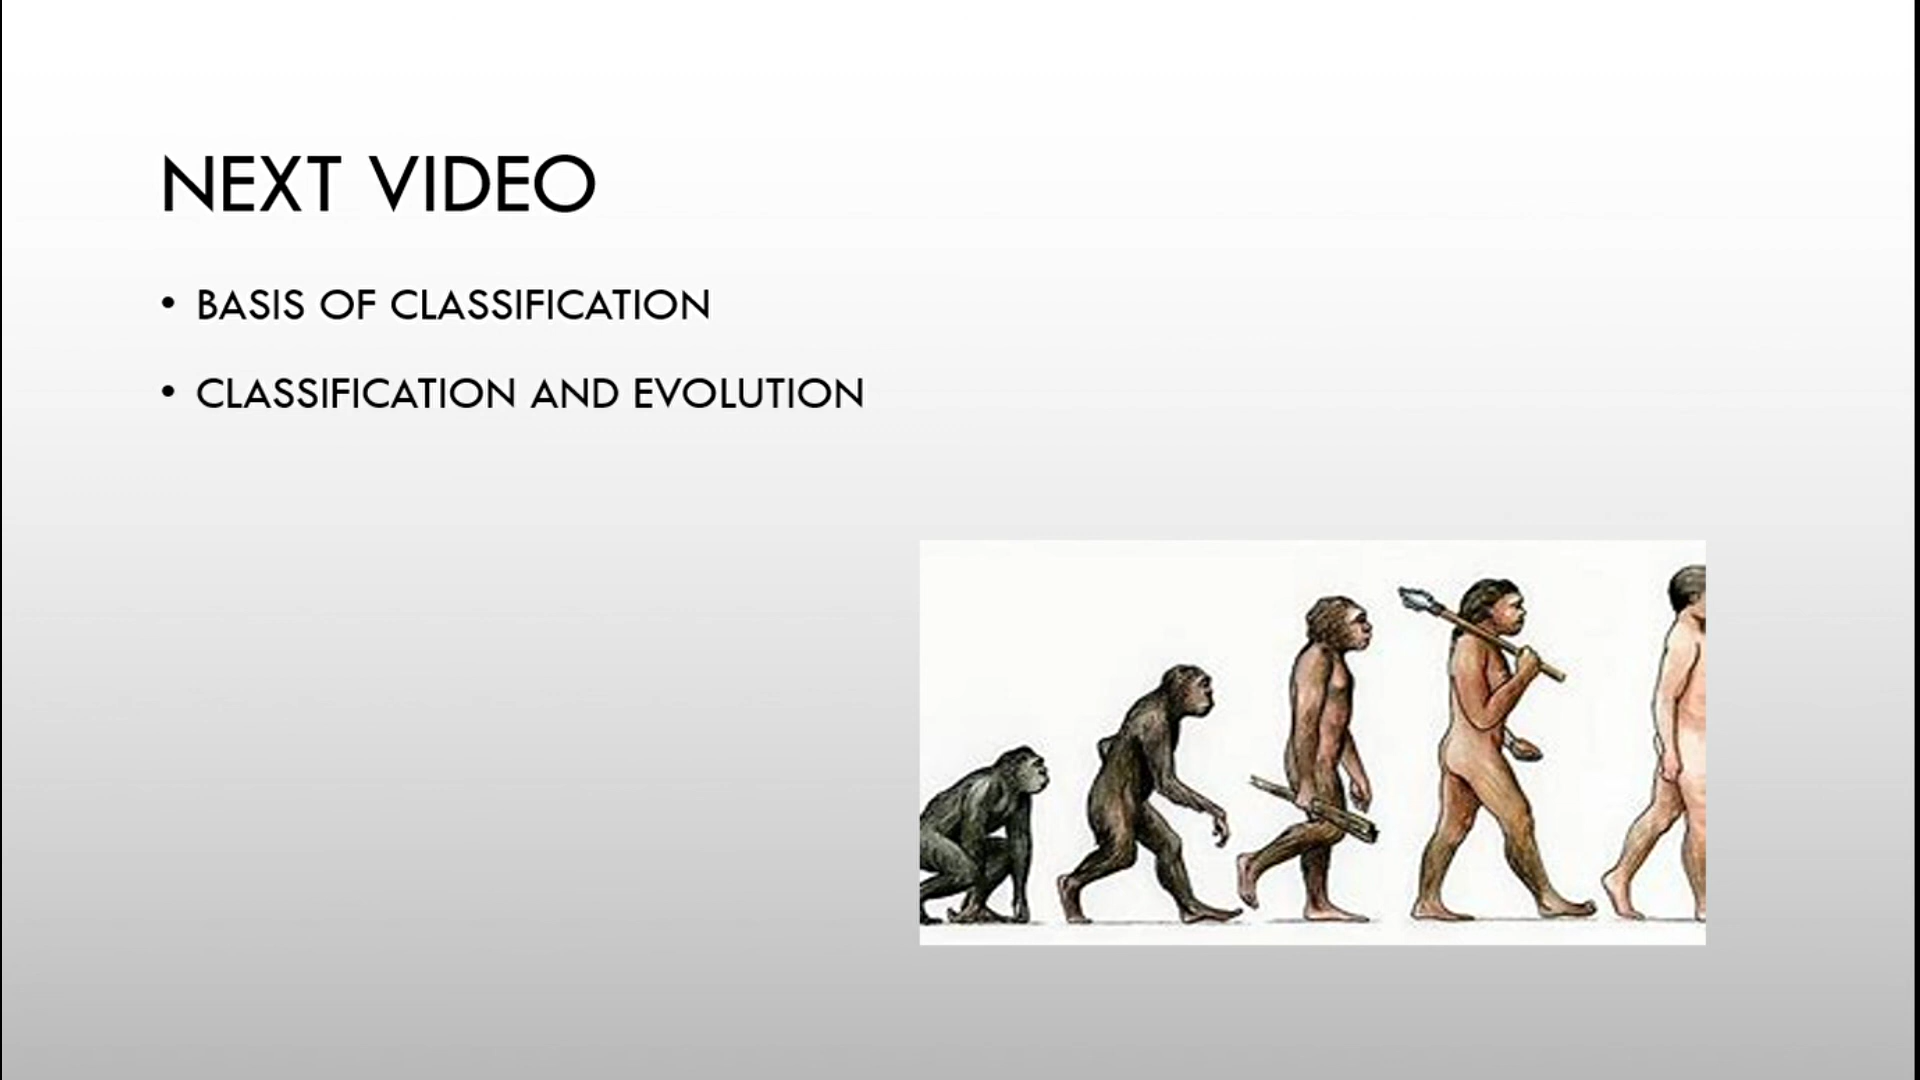 NEXT VIDEO
• BASIS OF CLASSIFICATION
• CLASSIFICATION AND EVOLUTION